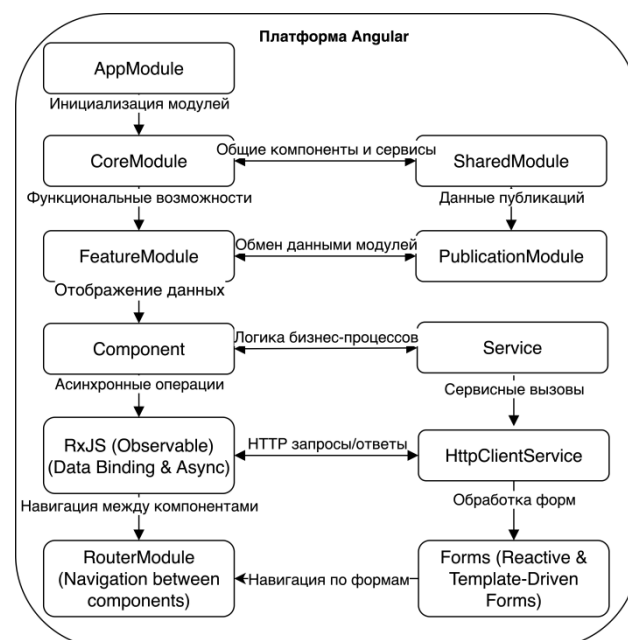 Платформа Angular
AppModule
Инициализация модулей
CoreModule
Общие компоненты и сервисы
SharedModule
Функциональные возможности
Данные публикаций
FeatureModule
Обмен данными модулей
PublicationModule
Отображение данных
Component
Логика бизнес-процессов
Service
Асинхронные операции
Сервисные вызовы
RxJS (Observable)
(Data Binding & Async)
HTTP запросы/ответы
HttpClientService
Навигация между компонентами
Обработка форм
RouterModule
(Navigation between
components)
Навигация по формам
Forms (Reactive &
Template-Driven
Forms)